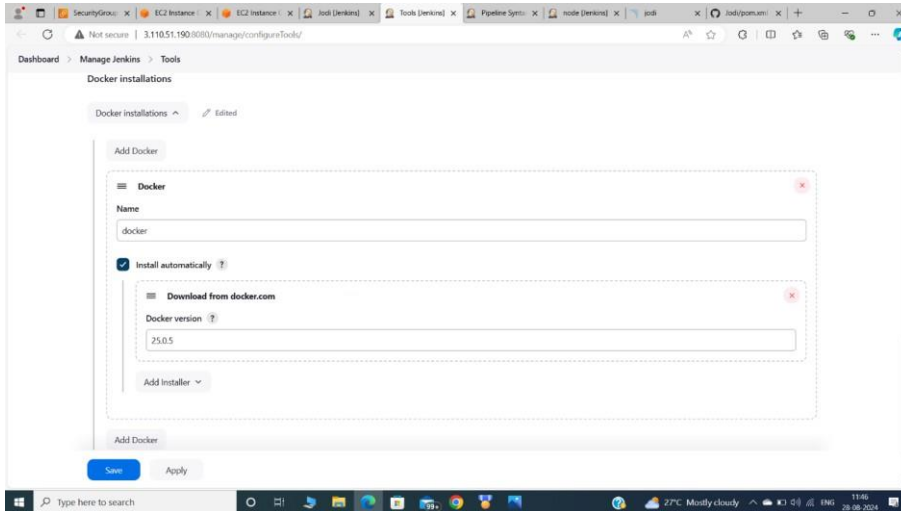 SecurityGroup
EC2 Instance
EC2 Instance
Jodi [Jenkins]
Tools [Jenkins]
Pipeline Synta
node [Jenkins]
jodi
Jodi/pom.xml
Not secure
3.110.51.190:8080/manage/configureTools/
Dashboard > Manage Jenkins > Tools
Docker installations
Docker installations
Edited
Add Docker
Docker
Name
docker
Install automatically ?
Download from docker.com
Docker version ?
25.0.5
Add Installer
Add Docker
Save
Apply
Type here to search
99+
27°C Mostly cloudy
ENG
11:46
28-08-2024